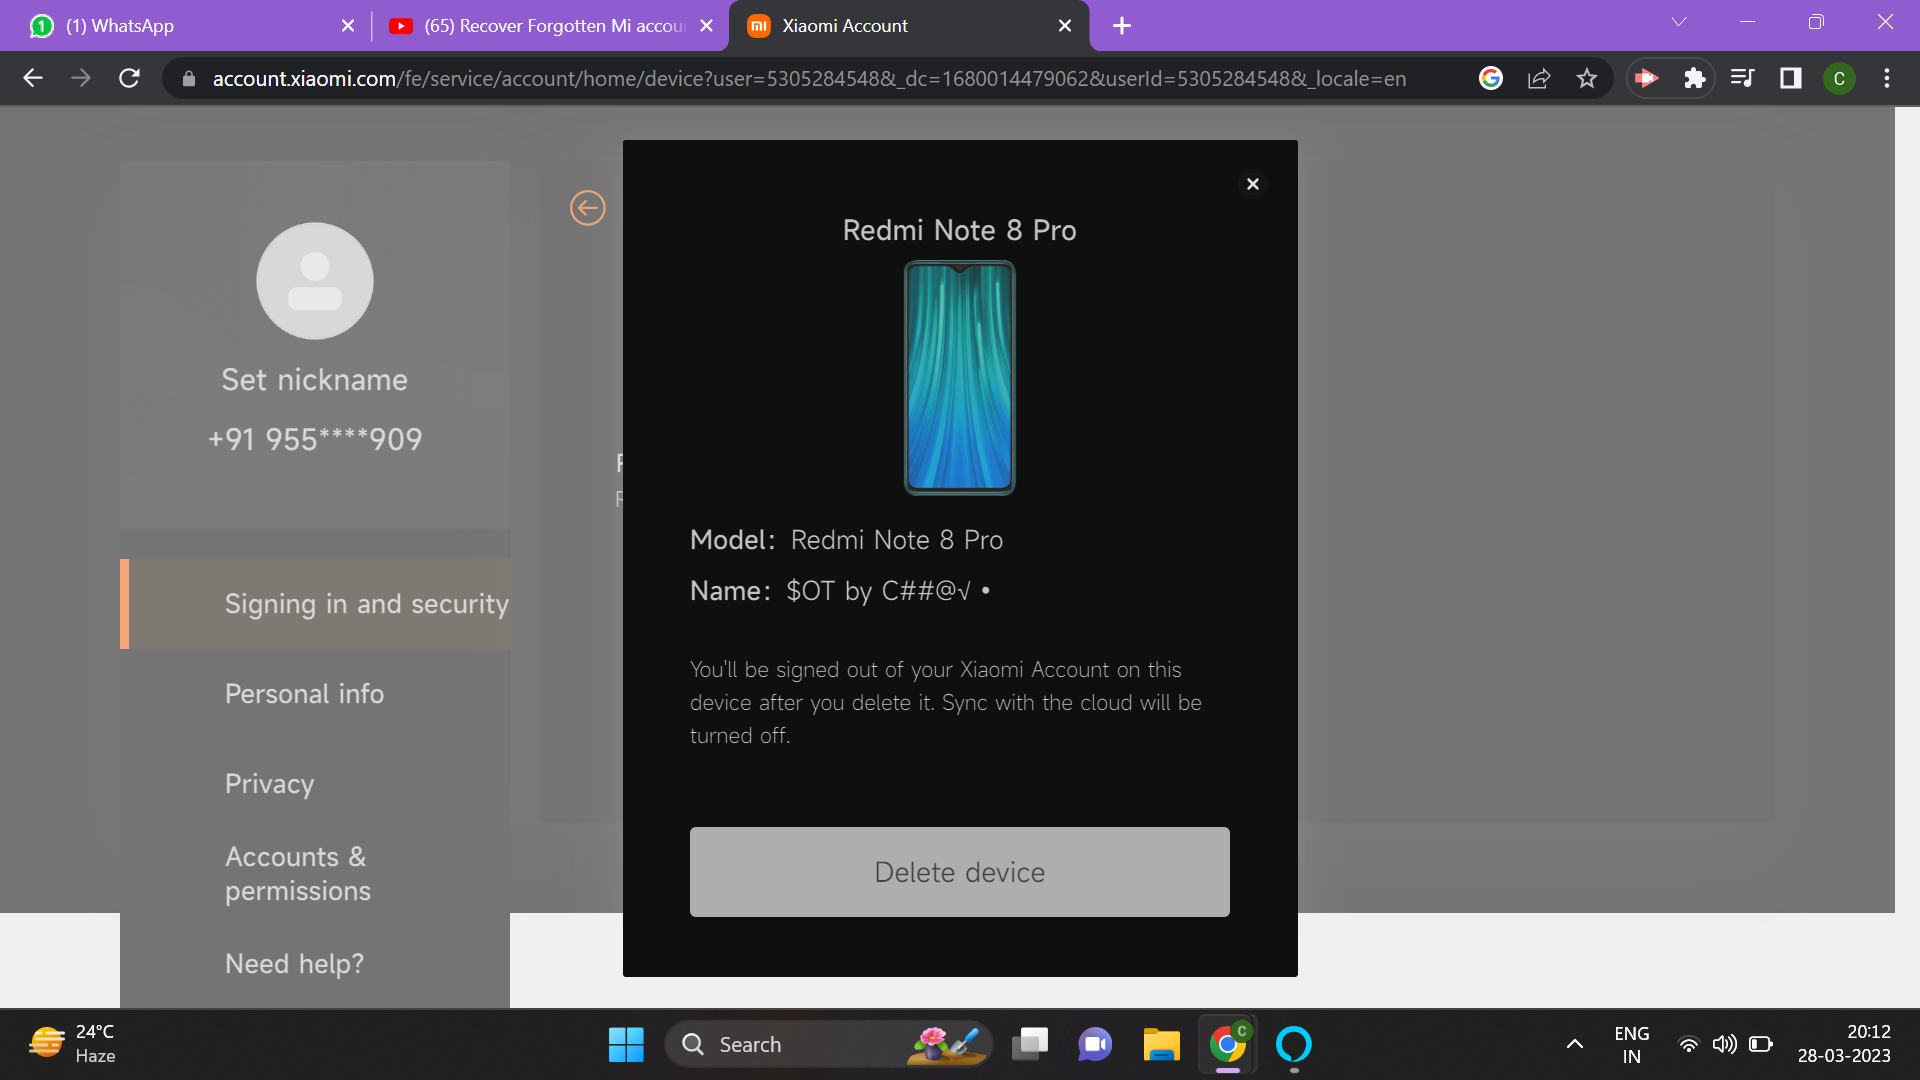 (1) WhatsApp
(65) Recover Forgotten Mi accou
Xiaomi Account
account.xiaomi.com/fe/service/account/home/device?user=5305284548&_dc=1680014479062&userId=5305284548&_locale=en
C
Set nickname
+91 955****909
Signing in and security
Personal info
Privacy
Accounts &
permissions
Need help?
Redmi Note 8 Pro
Model: Redmi Note 8 Pro
Name: $OT by C##@√ •
You'll be signed out of your Xiaomi Account on this
device after you delete it. Sync with the cloud will be
turned off.
Delete device
24°C
Haze
Search
C
ENG
IN
20:12
28-03-2023